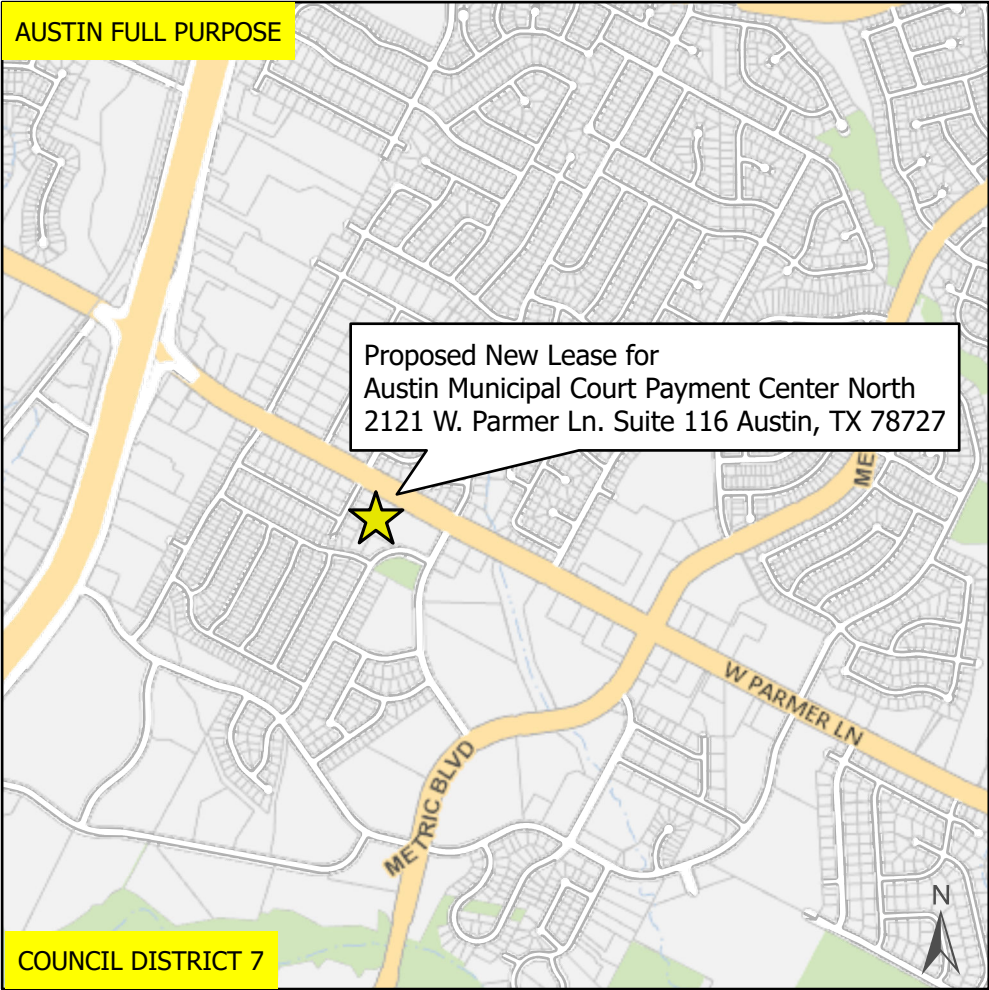 AUSTIN FULL PURPOSE
Proposed New Lease for
Austin Municipal Court Payment Center North
2121 W. Parmer Ln. Suite 116 Austin, TX 78727
ME
W PARMER LN
METRIC BLVD
N
COUNCIL DISTRICT 7